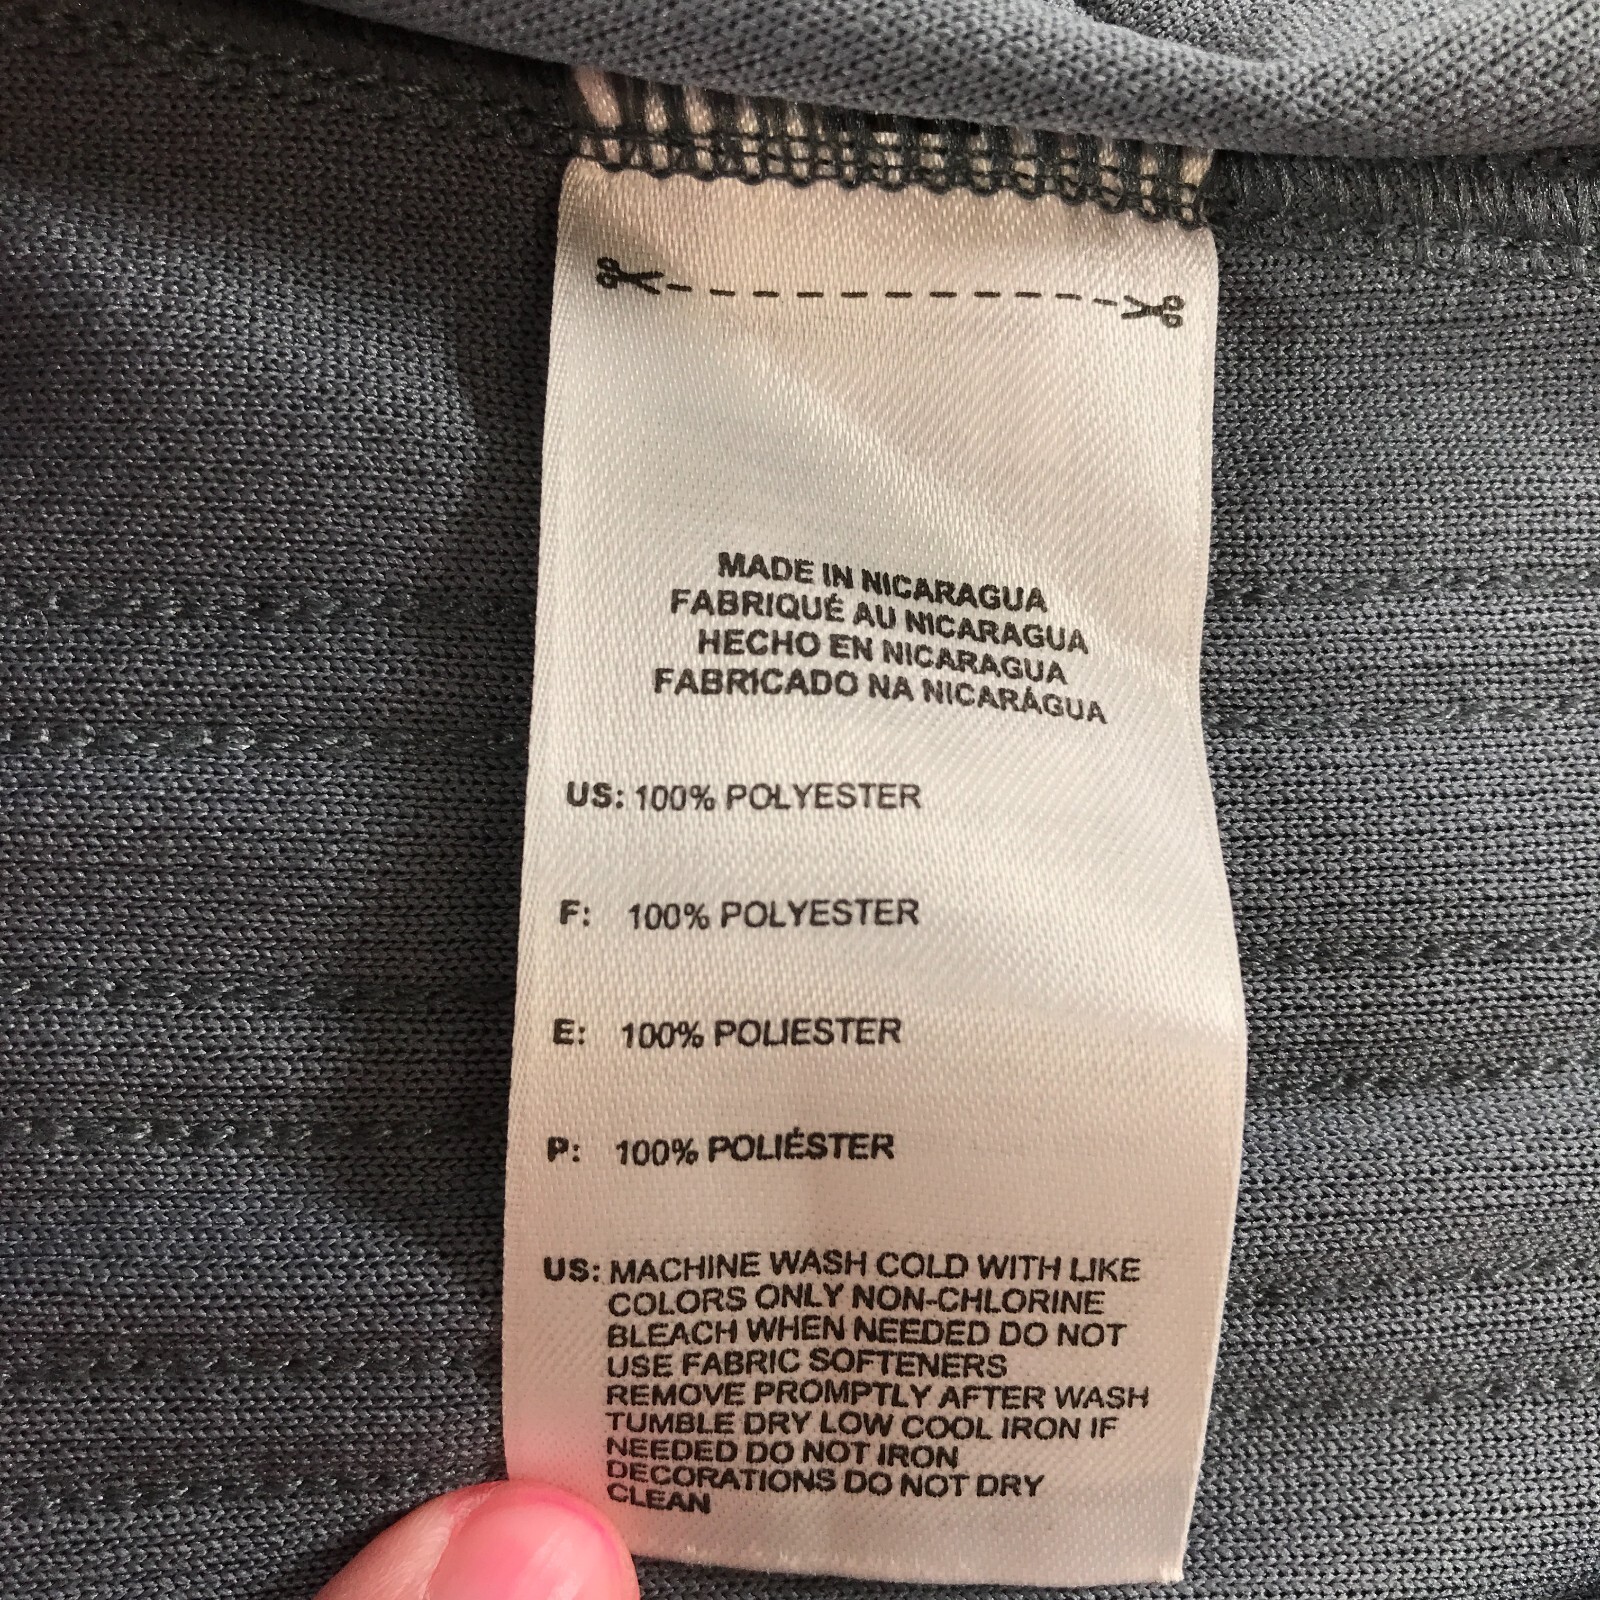 MADE IN NICARAGUA
FABRIQUÉ AU NICARAGUA
HECHO EN NICARAGUA
FABRICADO NA NICARÁGUA
US: 100% POLYESTER
F: 100% POLYESTER
E: 100% POLIESTER
P: 100% POLIÉSTER
US: MACHINE WASH COLD WITH LIKE
COLORS ONLY NON-CHLORINE
BLEACH WHEN NEEDED DO NOT
USE FABRIC SOFTENERS
REMOVE PROMPTLY AFTER WASH
TUMBLE DRY LOW COOL IRON IF
NEEDED DO NOT IRON
DECORATIONS DO NOT DRY
CLEAN